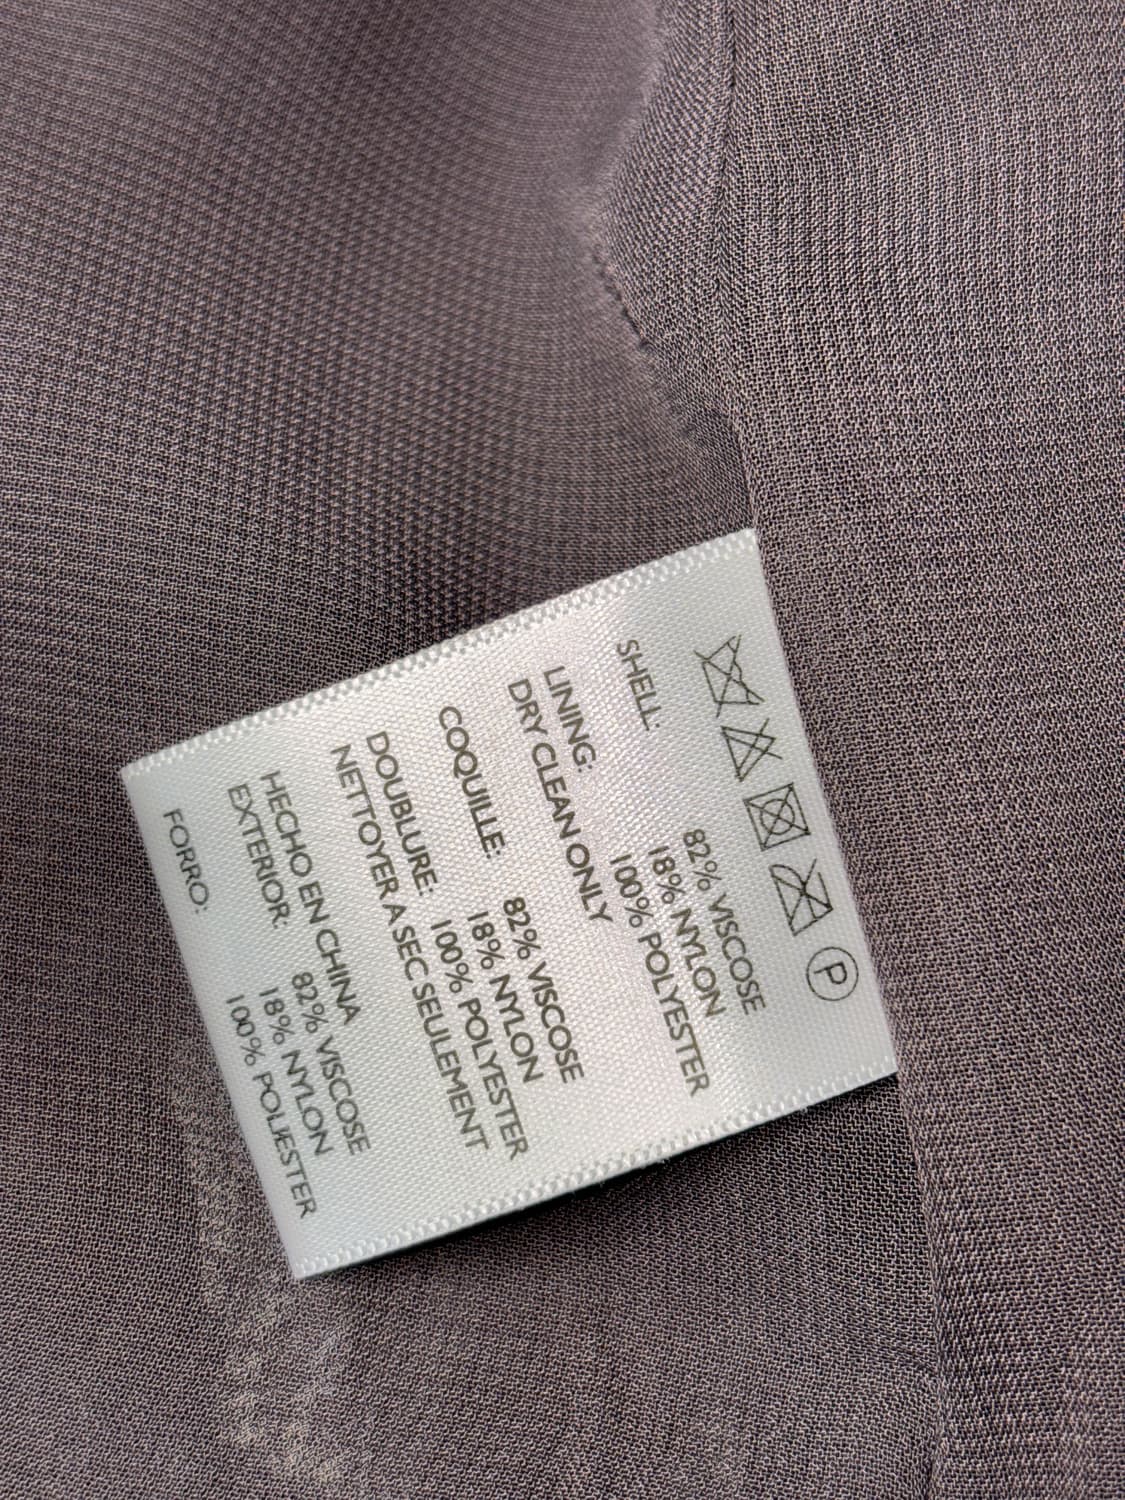 P
SHELL: 82% VISCOSE
18% NYLON
LINING: 100% POLYESTER
DRY CLEAN ONLY
COQUILLE: 82% VISCOSE
18% NYLON
DOUBLURE: 100% POLYESTER
NETTOYER A SEC SEULEMENT
HECHO EN CHINA
EXTERIOR: 82% VISCOSE
18% NYLON
FORRO: 100% POLIESTER